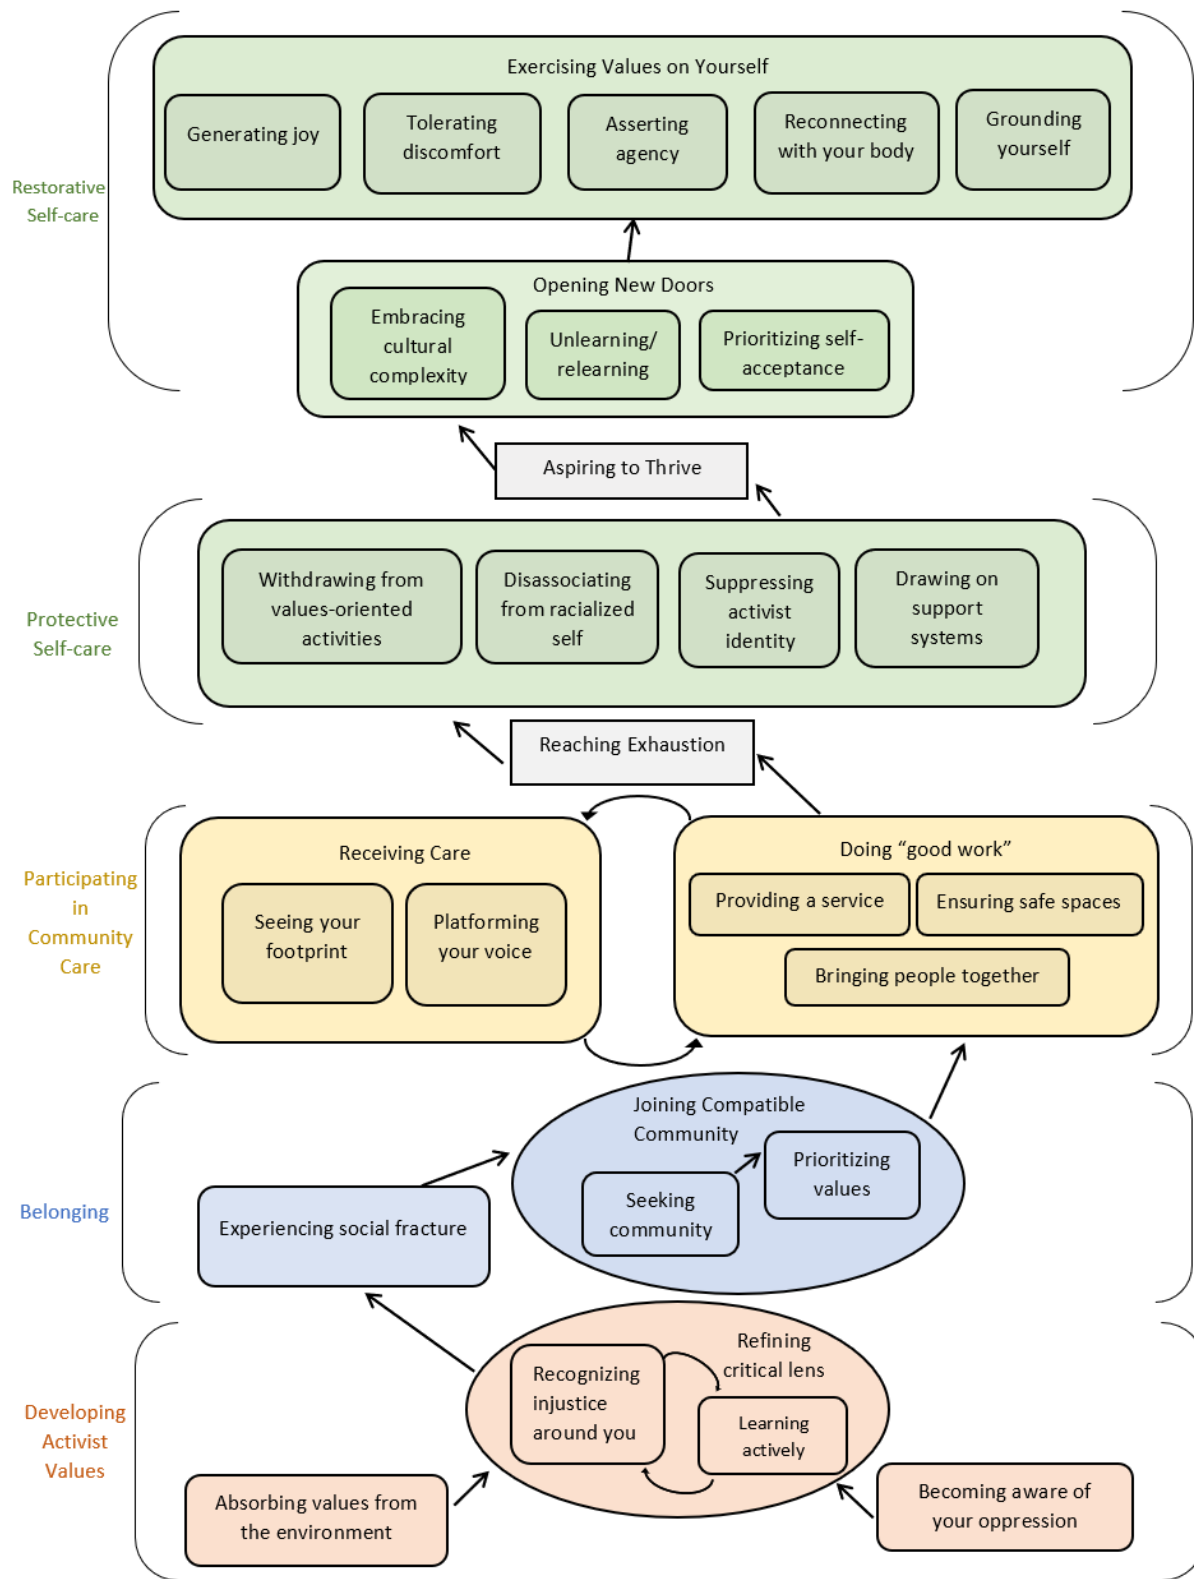 Exercising Values on Yourself
Generating joy
Tolerating
discomfort
Asserting
agency
Reconnecting
with your body
Grounding
yourself
Restorative
Self-care
Opening New Doors
Embracing
cultural
complexity
Unlearning/
relearning
Prioritizing self-
acceptance
Aspiring to Thrive
Protective
Self-care
Withdrawing from
values-oriented
activities
Disassociating
from racialized
self
Suppressing
activist
identity
Drawing on
support
systems
Reaching Exhaustion
Participating
in
Community
Care
Receiving Care
Seeing your
footprint
Platforming
your voice
Doing “good work”
Providing a service
Ensuring safe spaces
Bringing people together
Belonging
Experiencing social fracture
Joining Compatible
Community
Seeking
community
Prioritizing
values
Developing
Activist
Values
Refining
critical lens
Recognizing
injustice
around you
Learning
actively
Absorbing values from
the environment
Becoming aware of
your oppression